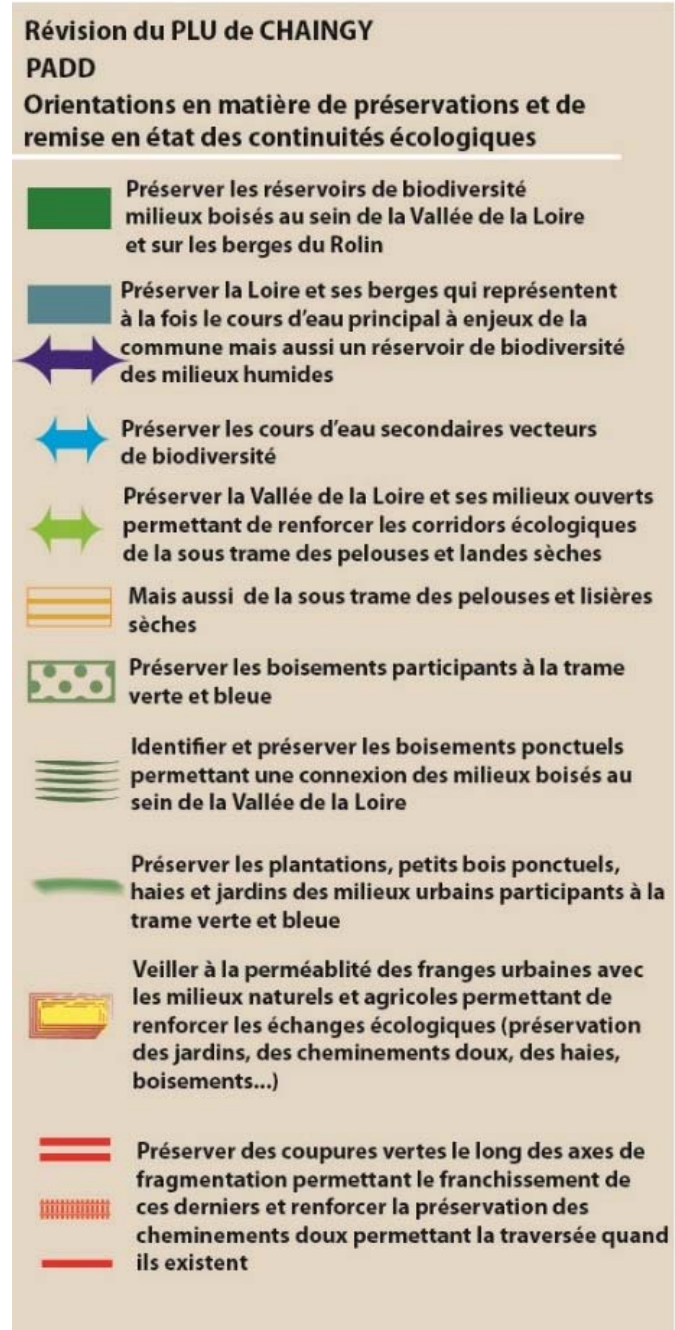 Révision du PLU de CHAINGY
PADD
Orientations en matière de préservations et de
remise en état des continuités écologiques
Préserver les réservoirs de biodiversité
milieux boisés au sein de la Vallée de la Loire
et sur les berges du Rolin
Préserver la Loire et ses berges qui représentent
à la fois le cours d'eau principal à enjeux de la
commune mais aussi un réservoir de biodiversité
des milieux humides
Préserver les cours d'eau secondaires vecteurs
de biodiversité
Préserver la Vallée de la Loire et ses milieux ouverts
permettant de renforcer les corridors écologiques
de la sous trame des pelouses et landes sèches
Mais aussi de la sous trame des pelouses et lisières
sèches
Préserver les boisements participants à la trame
verte et bleue
Identifier et préserver les boisements ponctuels
permettant une connexion des milieux boisés au
sein de la Vallée de la Loire
Préserver les plantations, petits bois ponctuels,
haies et jardins des milieux urbains participants à la
trame verte et bleue
Veiller à la perméablité des franges urbaines avec
les milieux naturels et agricoles permettant de
renforcer les échanges écologiques (préservation
des jardins, des cheminements doux, des haies,
boisements...)
Préserver des coupures vertes le long des axes de
fragmentation permettant le franchissement de
ces derniers et renforcer la préservation des
cheminements doux permettant la traversée quand
ils existent